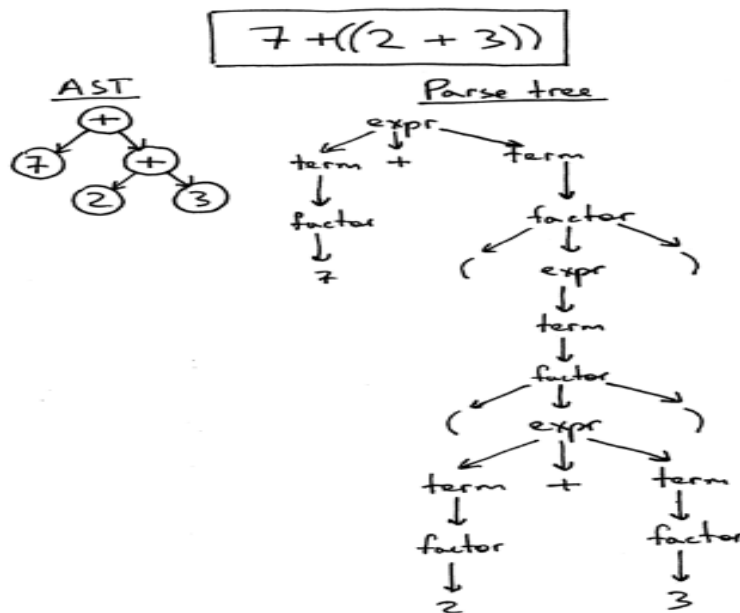 7 + ((2 + 3))
AST
Parse tree
+
7 +
2 3
expr
term + term
factor factor
7 ( expr )
term
factor
( expr )
term + term
factor factor
2 3